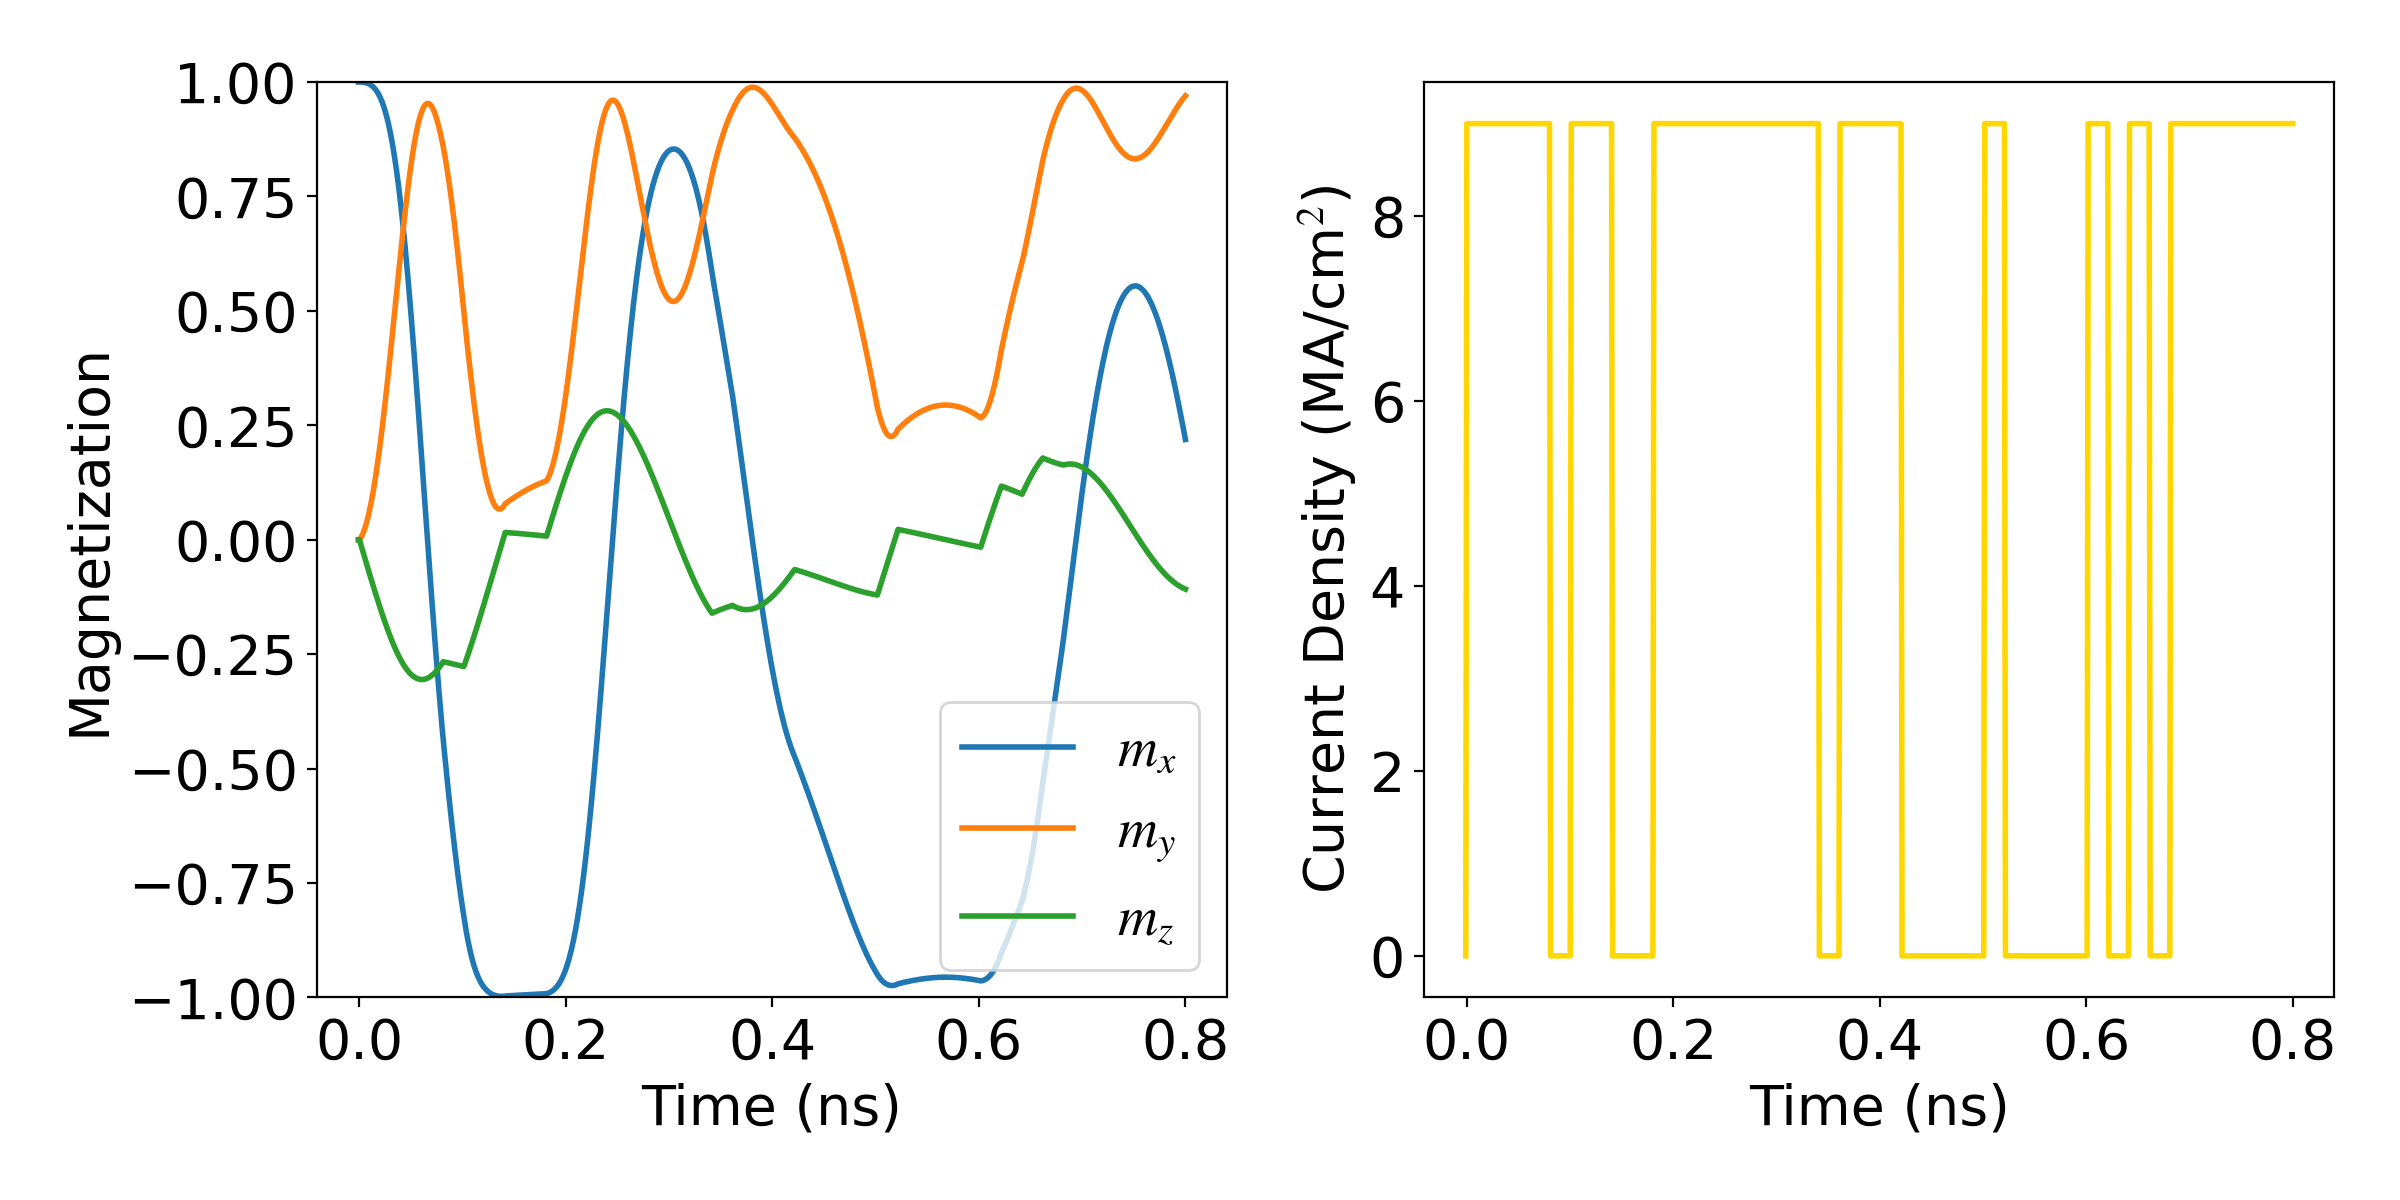 Magnetization
1.00
0.75
0.50
0.25
0.00
−0.25
−0.50
−0.75
−1.00
0.0 0.2 0.4 0.6 0.8
Time (ns)
m_x
m_y
m_z
Current Density (MA/cm²)
8
6
4
2
0
0.0 0.2 0.4 0.6 0.8
Time (ns)